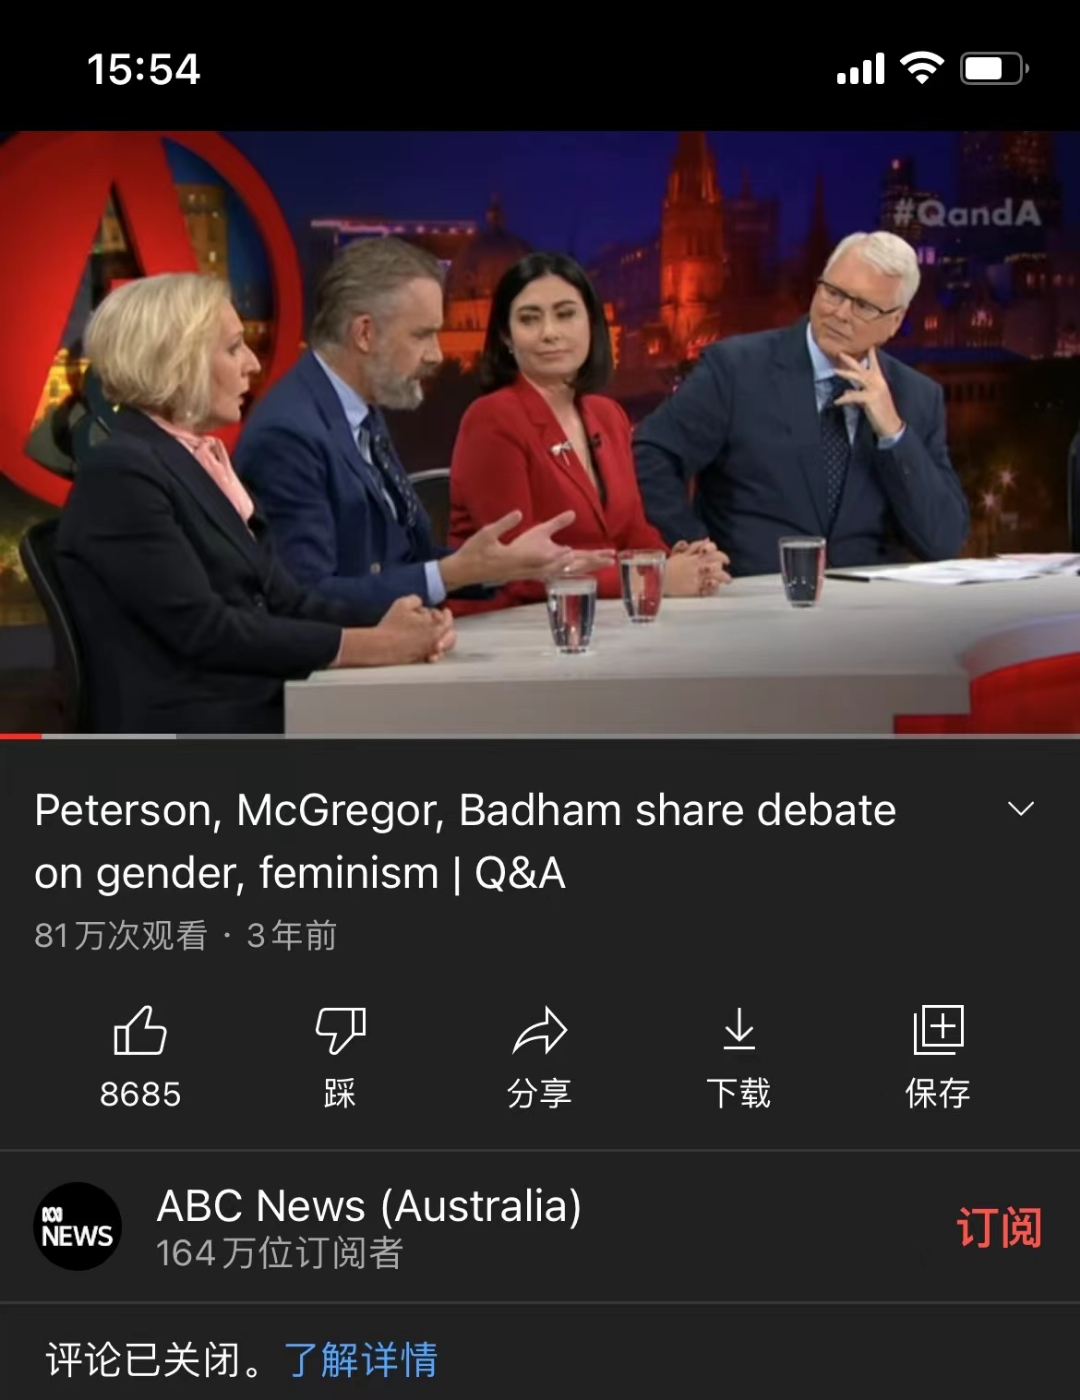 15:54
#QandA
Peterson, McGregor, Badham share debate
on gender, feminism | Q&A
81万次观看 · 3年前
8685
踩
分享
下载
保存
NEWS
ABC News (Australia)
164万位订阅者
订阅
评论已关闭。了解详情